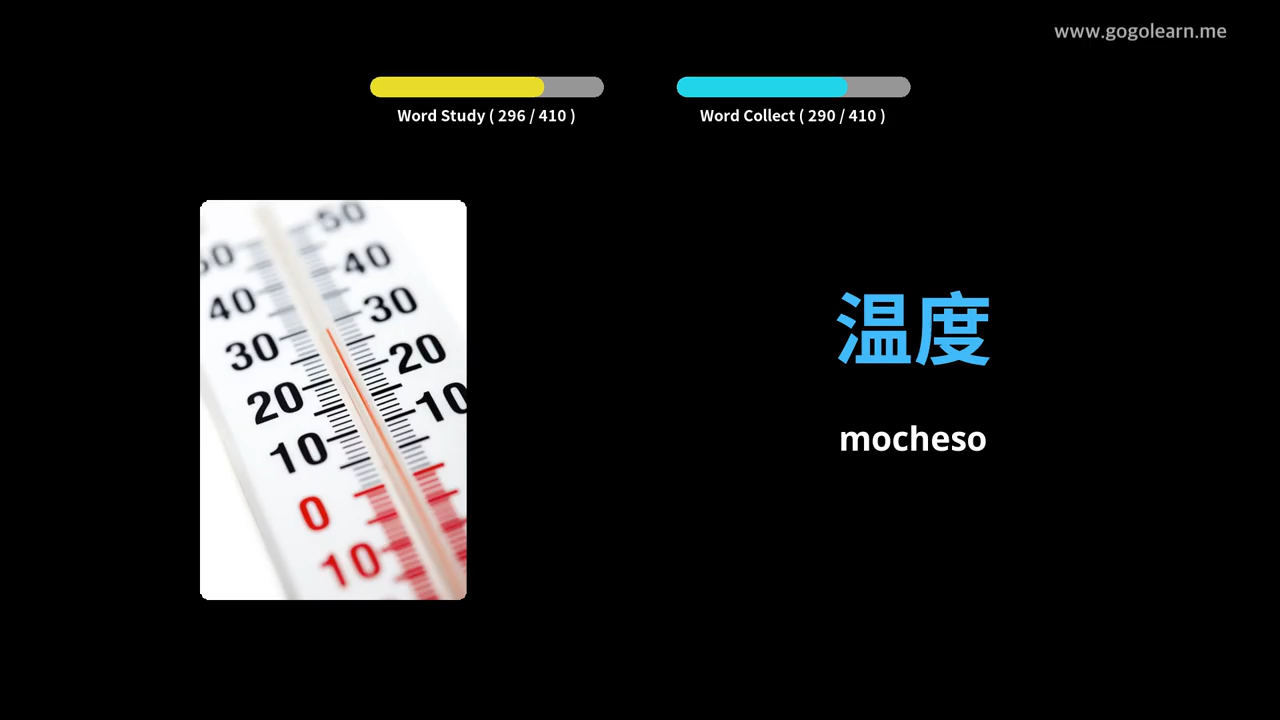 www.gogolearn.me
Word Study ( 296 / 410 )
Word Collect ( 290 / 410 )
50
50
40
40
30
30
20
20
10
10
0
10
温度
mocheso